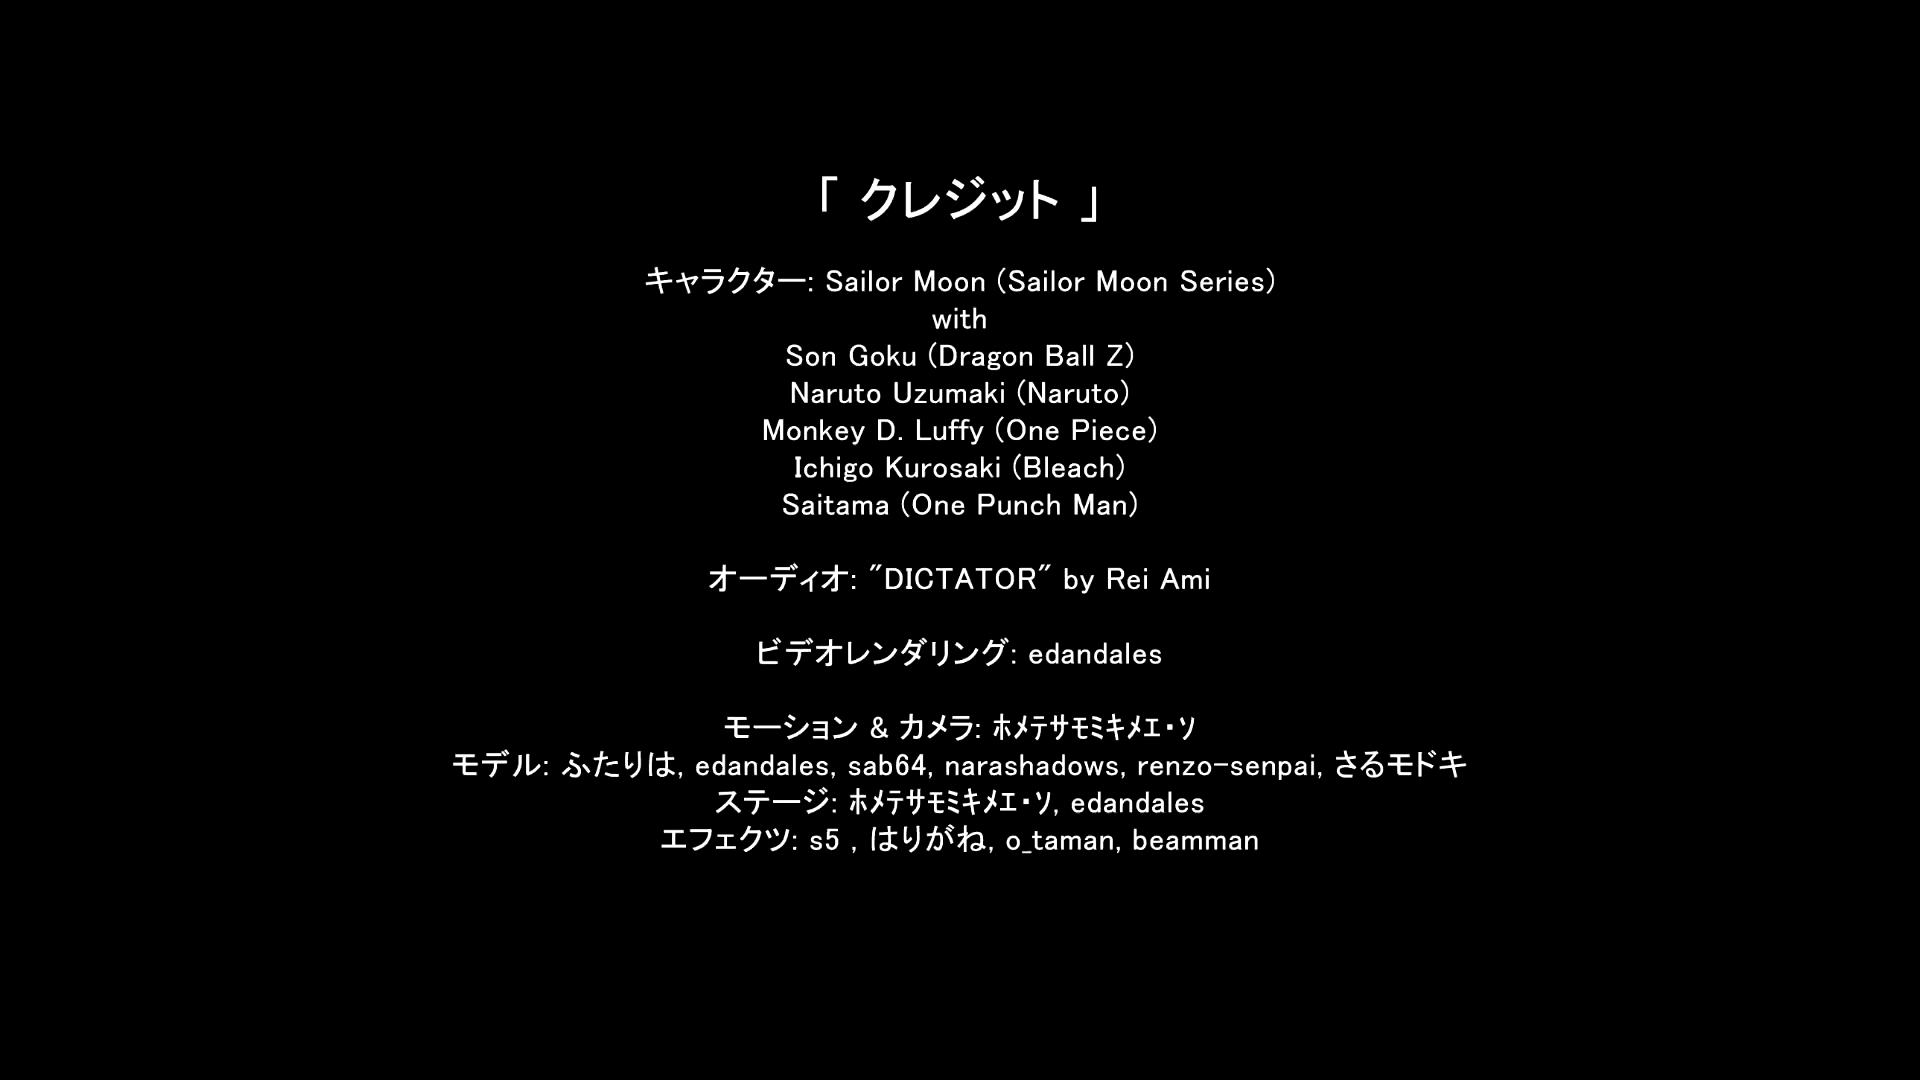 「 クレジット 」
キャラクター: Sailor Moon (Sailor Moon Series)
with
Son Goku (Dragon Ball Z)
Naruto Uzumaki (Naruto)
Monkey D. Luffy (One Piece)
Ichigo Kurosaki (Bleach)
Saitama (One Punch Man)
オーディオ: "DICTATOR" by Rei Ami
ビデオレンダリング: edandales
モーション & カメラ: ﾎﾒﾃサﾓﾐｷﾒｴ・ｿ
モデル: ふたりは, edandales, sab64, narashadows, renzo-senpai, さるモドキ
ステージ: ﾎﾒﾃサﾓﾐｷﾒｴ・ｿ, edandales
エフェクツ: s5 , はりがね, o_taman, beamman